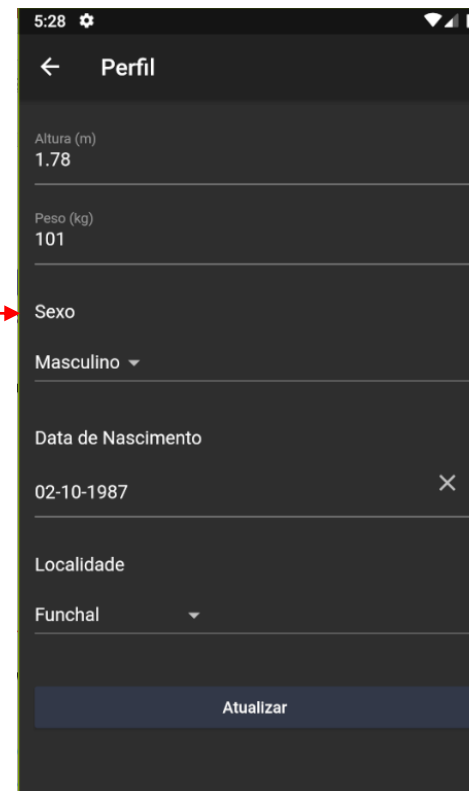 5:28
Perfil
Altura (m)
1.78
Peso (kg)
101
Sexo
Masculino
Data de Nascimento
02-10-1987
Localidade
Funchal
Atualizar